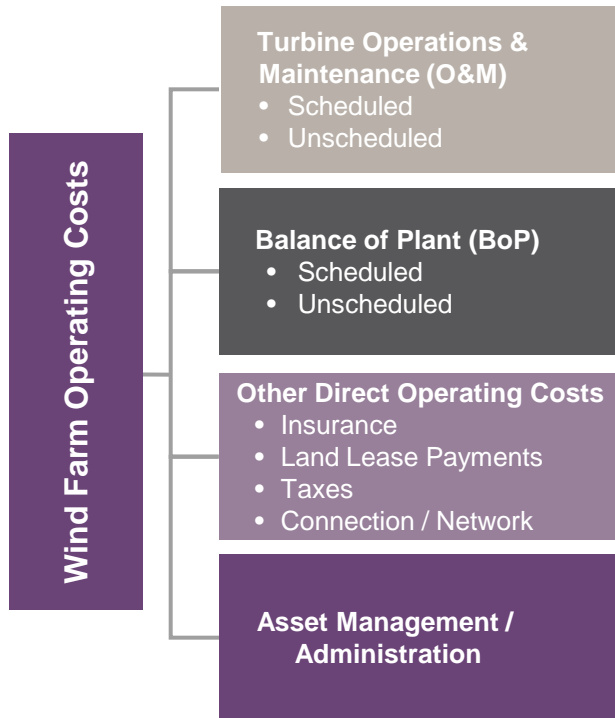 Wind Farm Operating Costs
Turbine Operations &
Maintenance (O&M)
• Scheduled
• Unscheduled
Balance of Plant (BoP)
• Scheduled
• Unscheduled
Other Direct Operating Costs
• Insurance
• Land Lease Payments
• Taxes
• Connection / Network
Asset Management /
Administration